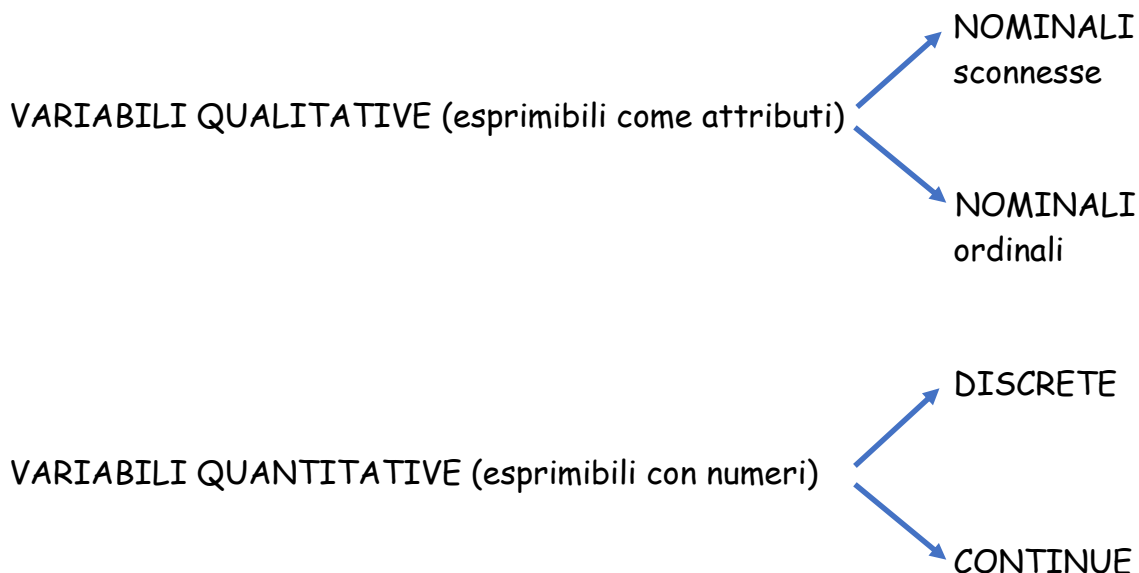 NOMINALI
sconnesse
VARIABILI QUALITATIVE (esprimibili come attributi)
NOMINALI
ordinali
DISCRETE
VARIABILI QUANTITATIVE (esprimibili con numeri)
CONTINUE